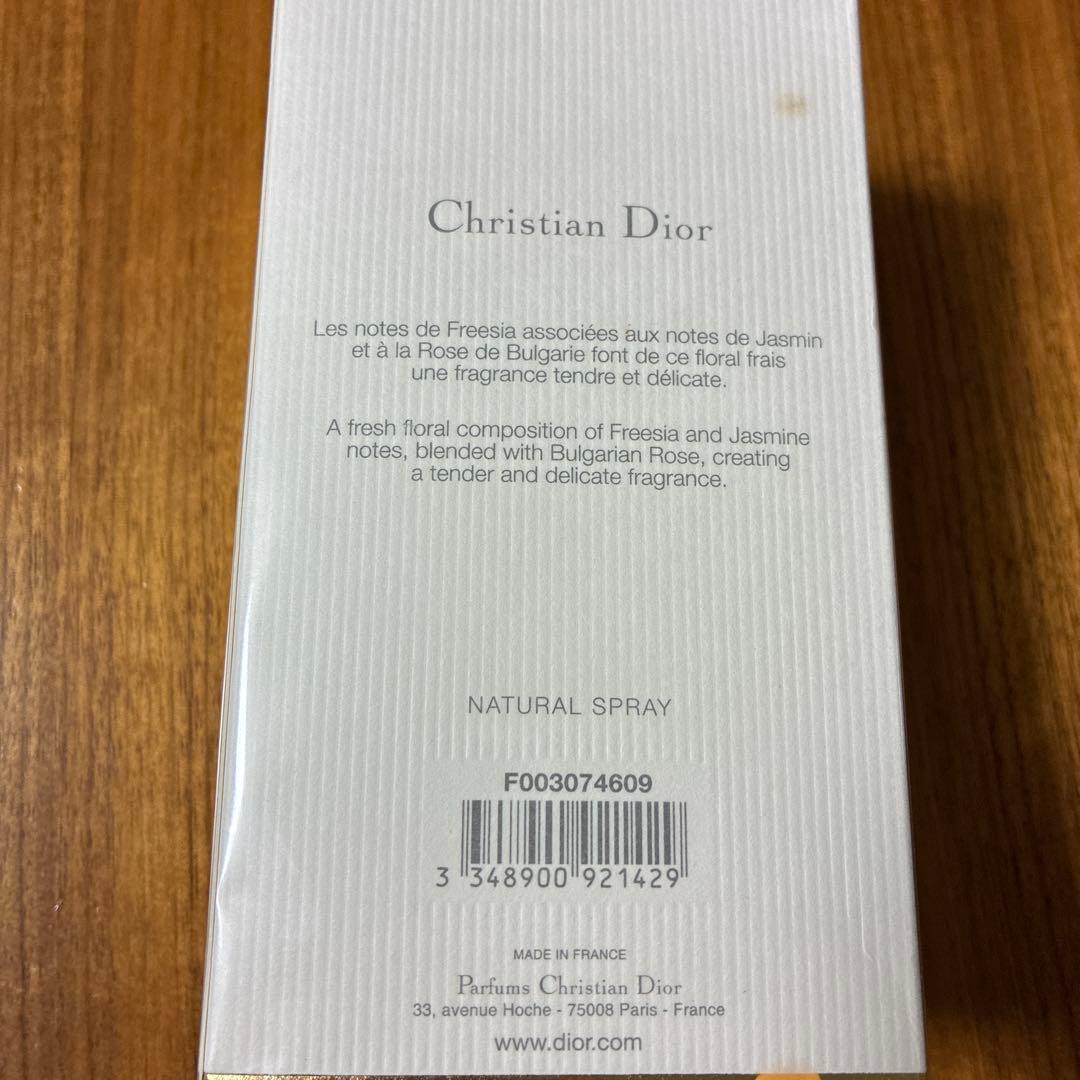 Christian Dior
Les notes de Freesia associées aux notes de Jasmin
et à la Rose de Bulgarie font de ce floral frais
une fragrance tendre et délicate.
A fresh floral composition of Freesia and Jasmine
notes, blended with Bulgarian Rose, creating
a tender and delicate fragrance.
NATURAL SPRAY
F003074609
3 348900 921429
MADE IN FRANCE
Parfums Christian Dior
33, avenue Hoche - 75008 Paris - France
www.dior.com